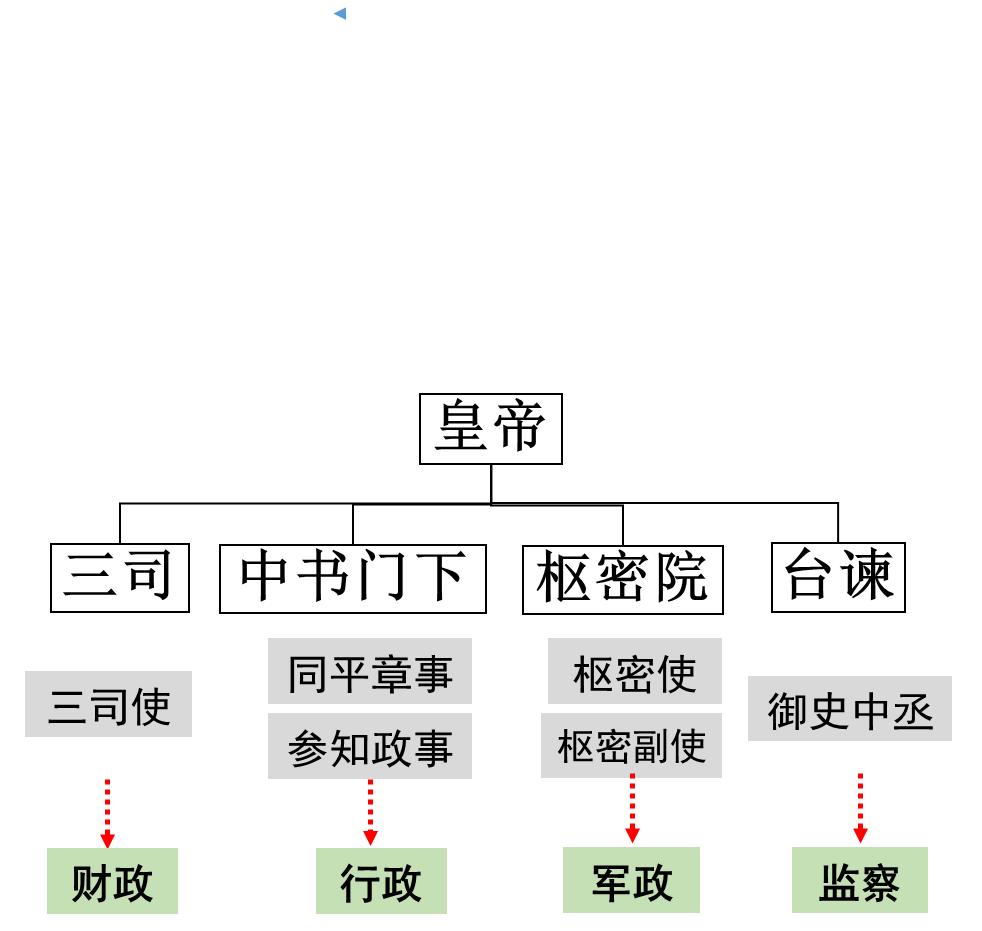 皇帝
三司
中书门下
枢密院
台谏
同平章事
枢密使
三司使
御史中丞
参知政事
枢密副使
财政
行政
军政
监察